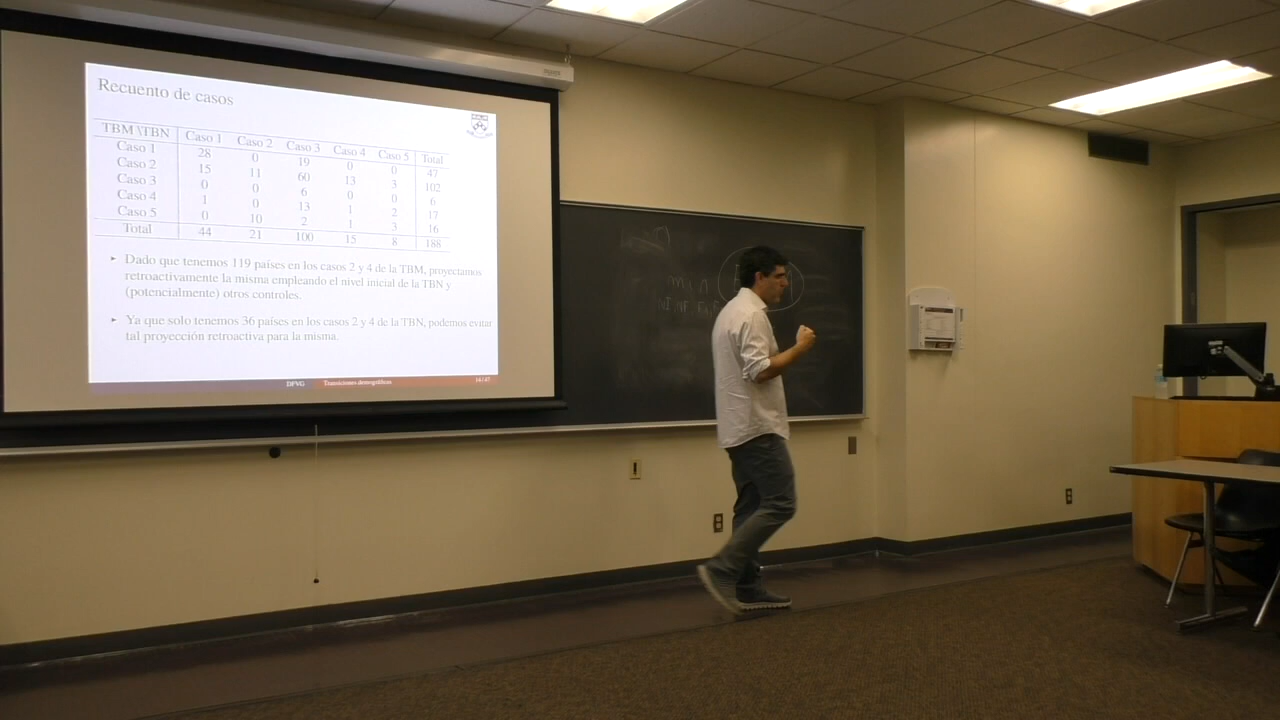 Recuento de casos
TBM \TBN Caso 1 Caso 2 Caso 3 Caso 4 Caso 5 Total
Caso 1 28 0 19 0 0 47
Caso 2 15 11 60 13 3 102
Caso 3 0 0 6 0 0 6
Caso 4 1 0 13 1 2 17
Caso 5 0 10 2 1 3 16
Total 44 21 100 15 8 188
Dado que tenemos 119 países en los casos 2 y 4 de la TBM, proyectamos
retroactivamente la misma empleando el nivel inicial de la TBN y
(potencialmente) otros controles.
Ya que solo tenemos 36 países en los casos 2 y 4 de la TBN, podemos evitar
tal proyección retroactiva para la misma.
DFVG Transiciones demográficas 16/47